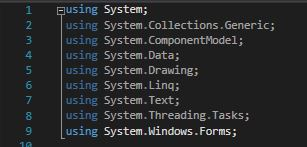 1 using System;
2 using System.Collections.Generic;
3 using System.ComponentModel;
4 using System.Data;
5 using System.Drawing;
6 using System.Linq;
7 using System.Text;
8 using System.Threading.Tasks;
9 using System.Windows.Forms;
10